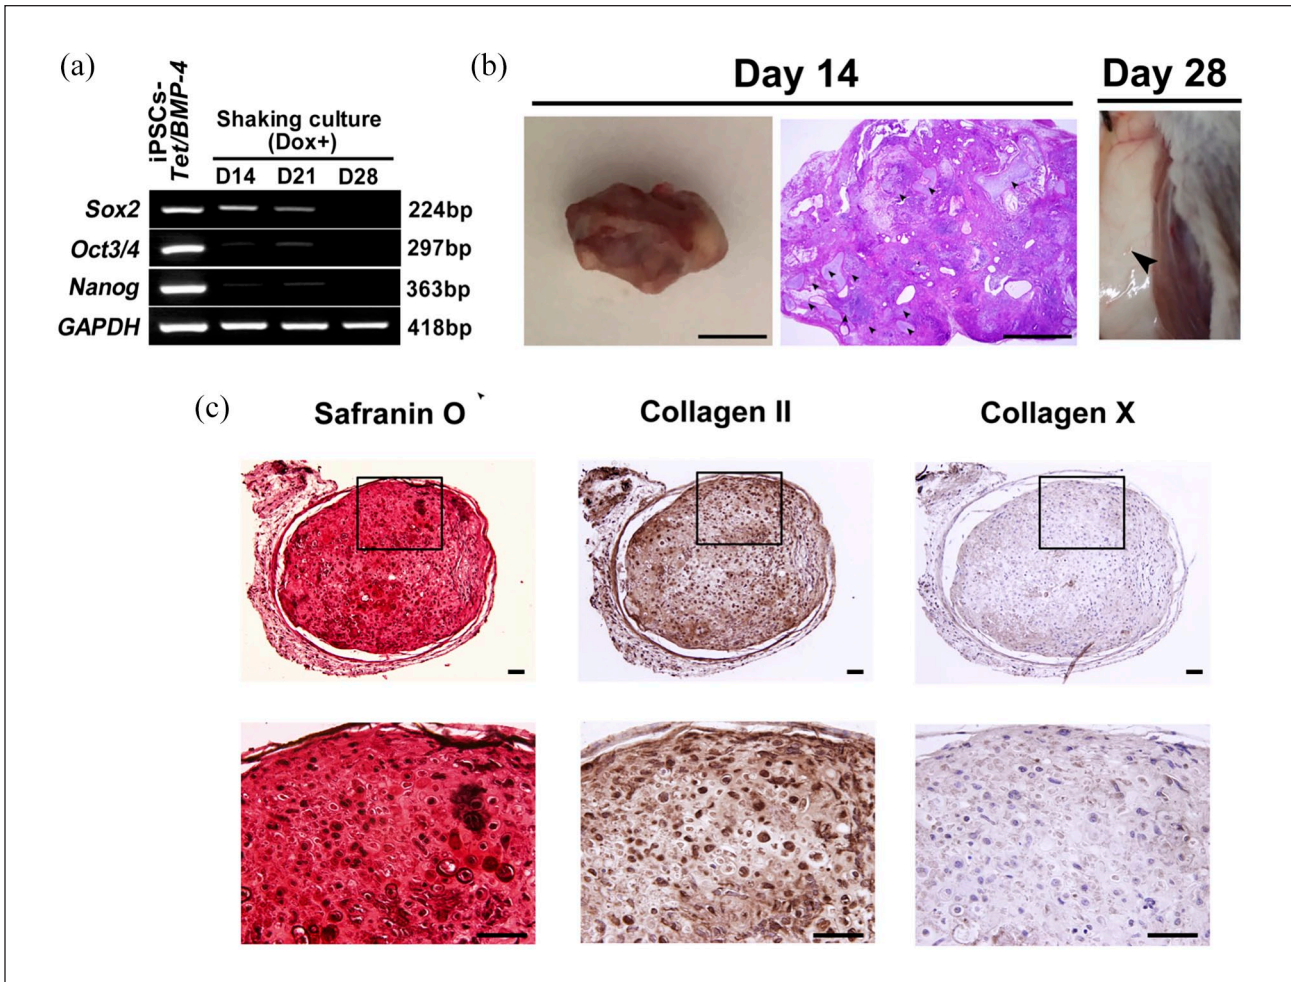 (a)
iPSCs-
Tet/BMP-4
Shaking culture
(Dox+)
D14 D21 D28
Sox2 224bp
Oct3/4 297bp
Nanog 363bp
GAPDH 418bp
(b)
Day 14
Day 28
(c)
Safranin O
Collagen II
Collagen X